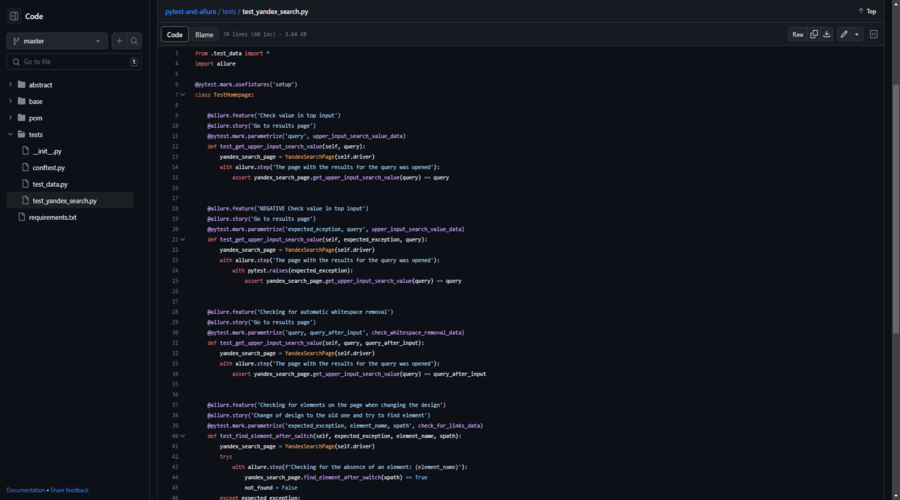 Code
master
Go to file
t
abstract
base
pom
tests
__init__.py
conftest.py
test_data.py
test_yandex_search.py
requirements.txt
Documentation • Share feedback
pytest-and-allure / tests / test_yandex_search.py
Top
Code Blame 74 lines (60 loc) · 3.64 KB
Raw
3 from .test_data import *
4 import allure
5
6 @pytest.mark.usefixtures('setup')
7 class TestHomepage:
8
9 @allure.feature('Check value in top input')
10 @allure.story('Go to results page')
11 @pytest.mark.parametrize('query', upper_input_search_value_data)
12 def test_get_upper_input_search_value(self, query):
13 yandex_search_page = YandexSearchPage(self.driver)
14 with allure.step('The page with the results for the query was opened'):
15 assert yandex_search_page.get_upper_input_search_value(query) == query
16
17
18 @allure.feature('NEGATIVE Check value in top input')
19 @allure.story('Go to results page')
20 @pytest.mark.parametrize('expected_eception, query', upper_input_search_value_data)
21 def test_get_upper_input_search_value(self, expected_exception, query):
22 yandex_search_page = YandexSearchPage(self.driver)
23 with allure.step('The page with the results for the query was opened'):
24 with pytest.raises(expected_exception):
25 assert yandex_search_page.get_upper_input_search_value(query) == query
26
27
28 @allure.feature('Checking for automatic whitespace removal')
29 @allure.story('Go to results page')
30 @pytest.mark.parametrize('query, query_after_input', check_whitespace_removal_data)
31 def test_get_upper_input_search_value(self, query, query_after_input):
32 yandex_search_page = YandexSearchPage(self.driver)
33 with allure.step('The page with the results for the query was opened'):
34 assert yandex_search_page.get_upper_input_search_value(query) == query_after_input
35
36
37 @allure.feature('Checking for elements on the page when changing the design')
38 @allure.story('Change of design to the old one and try to find element')
39 @pytest.mark.parametrize('expected_exception, element_name, xpath', check_for_links_data)
40 def test_find_element_after_switch(self, expected_exception, element_name, xpath):
41 yandex_search_page = YandexSearchPage(self.driver)
42 try:
43 with allure.step(f'Checking for the absence of an element: {element_name}'):
44 yandex_search_page.find_element_after_switch(xpath) == True
45 not_found = False
46 except expected_exception: